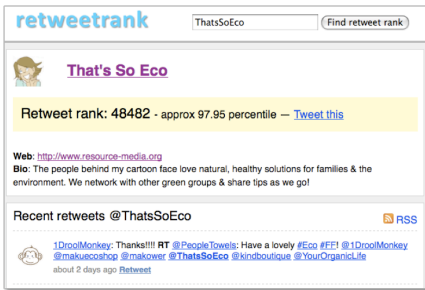 retweetrank
ThatsSoEco
Find retweet rank
That's So Eco
Retweet rank: 48482 - approx 97.95 percentile — Tweet this
Web: http://www.resource-media.org
Bio: The people behind my cartoon face love natural, healthy solutions for families & the
environment. We network with other green groups & share tips as we go!
Recent retweets @ThatsSoEco
RSS
1DroolMonkey: Thanks!!!! RT @PeopleTowels: Have a lovely #Eco #FF! @1DroolMonkey
@makuecoshop @makower @ThatsSoEco @kindboutique @YourOrganicLife
about 2 days ago Retweet